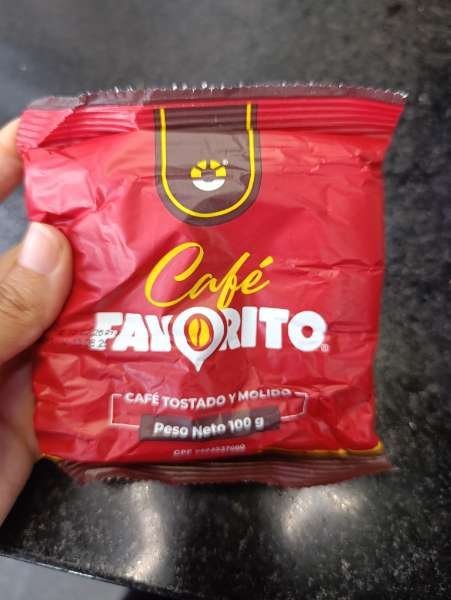 Café
FAVORITO®
CAFÉ TOSTADO Y MOLIDO
Peso Neto 100 g